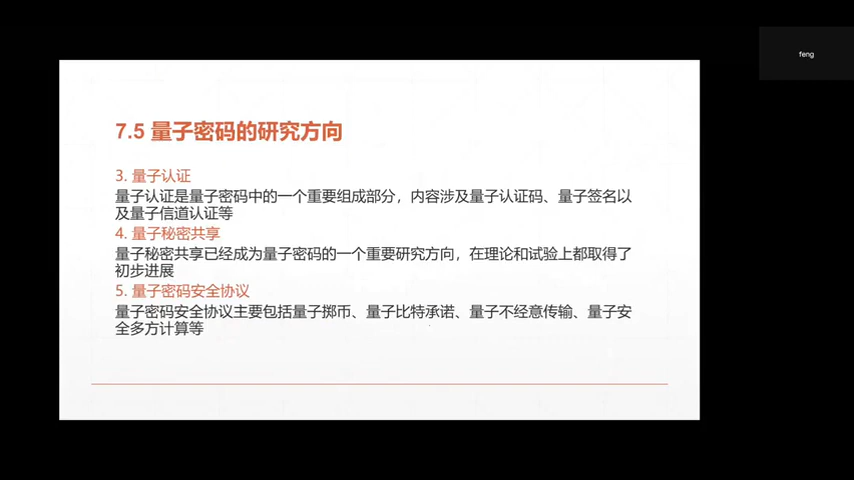 feng
7.5 量子密码的研究方向
3. 量子认证
量子认证是量子密码中的一个重要组成部分，内容涉及量子认证码、量子签名以
及量子信道认证等
4. 量子秘密共享
量子秘密共享已经成为量子密码的一个重要研究方向，在理论和试验上都取得了
初步进展
5. 量子密码安全协议
量子密码安全协议主要包括量子掷币、量子比特承诺、量子不经意传输、量子安
全多方计算等